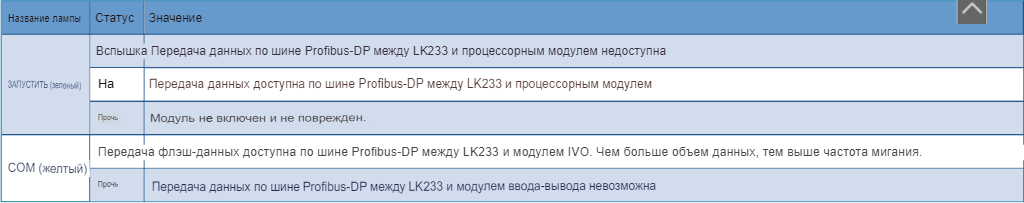 Название лампы Статус Значение
Вспышка Передача данных по шине Profibus-DP между LK233 и процессорным модулем недоступна
ЗАПУСТИТЬ (зеленый) На Передача данных доступна по шине Profibus-DP между LK233 и процессорным модулем
Прочь Модуль не включен и не поврежден.
COM (желтый) Передача флэш-данных доступна по шине Profibus-DP между LK233 и модулем IVO. Чем больше объем данных, тем выше частота мигания.
Прочь Передача данных по шине Profibus-DP между LK233 и модулем ввода-вывода невозможна